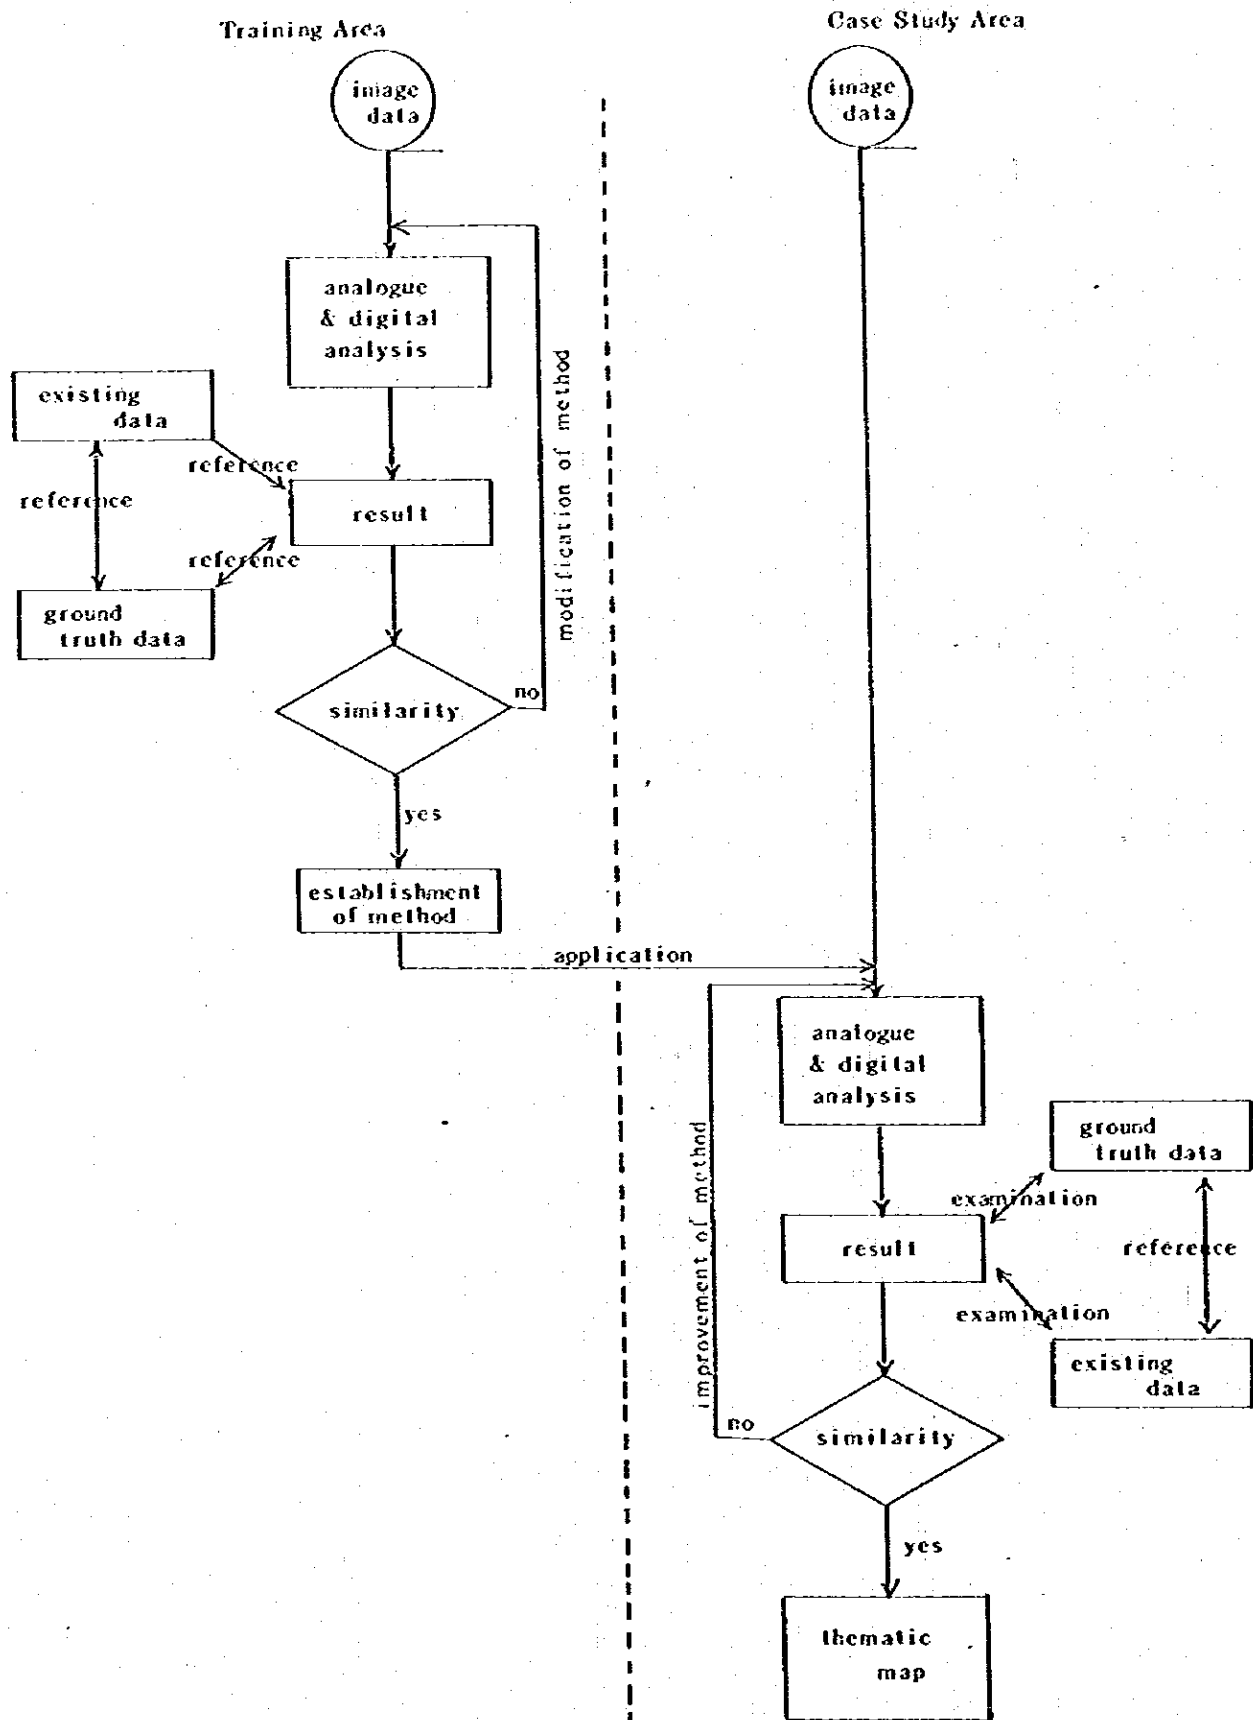 Training Area
image
data
analogue
& digital
analysis
modification of method
existing
data
reference
reference
result
reference
ground
truth data
similarity
no
yes
establishment
of method
application
Case Study Area
image
data
analogue
& digital
analysis
improvement of method
ground
truth data
examination
result
reference
examination
existing
data
similarity
no
yes
thematic
map